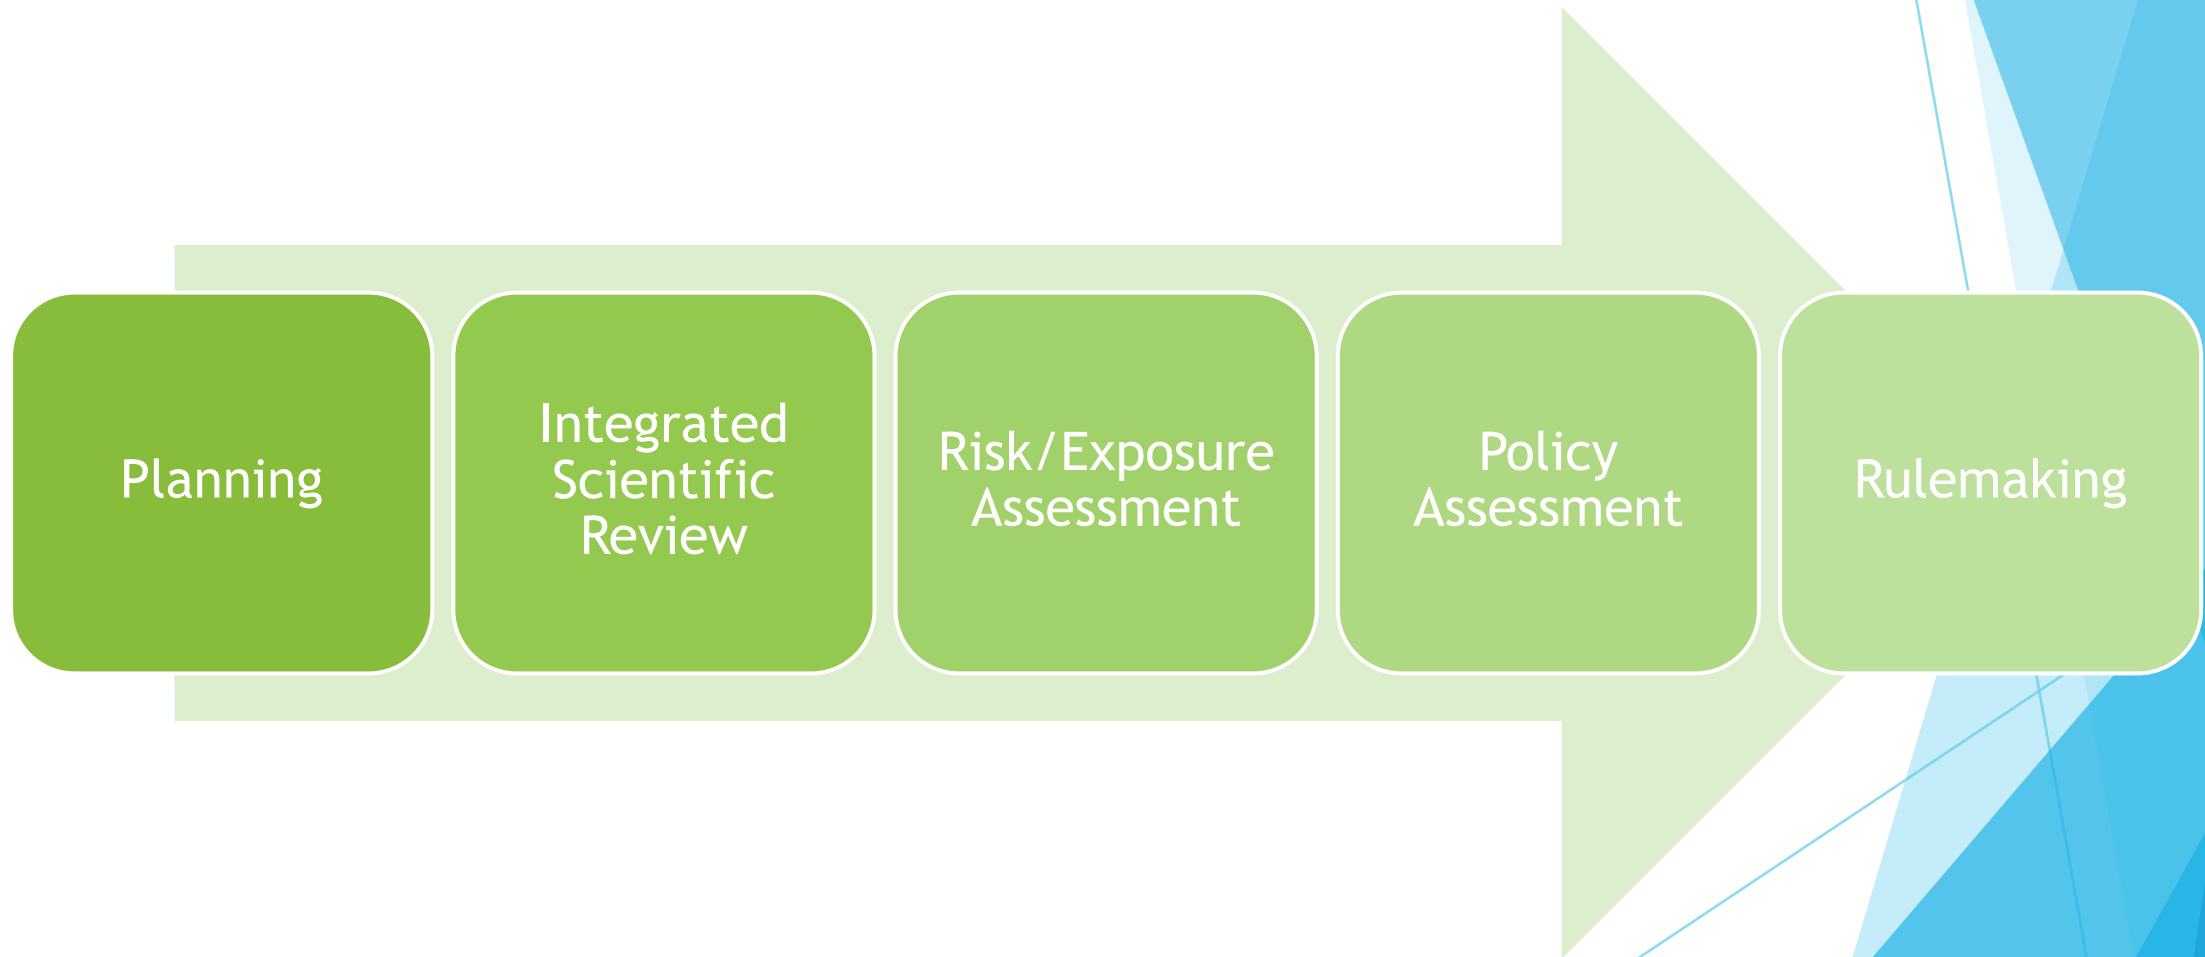 Planning
Integrated
Scientific
Review
Risk/Exposure
Assessment
Policy
Assessment
Rulemaking